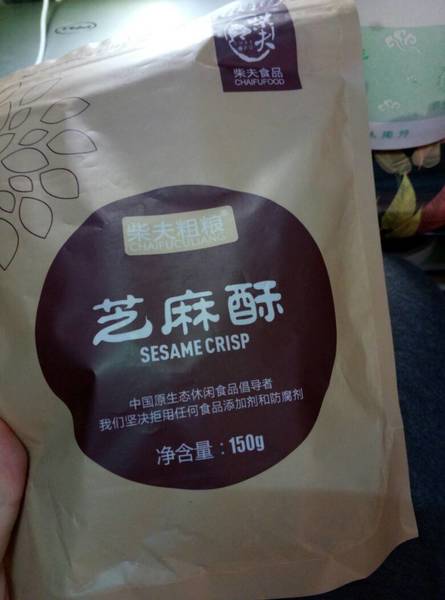 柴夫食品
CHAIFUFOOD
柴夫粗粮®
CHAIFUCULIANG
芝麻酥
SESAME CRISP
中国原生态休闲食品倡导者
我们坚决拒用任何食品添加剂和防腐剂
净含量：150g